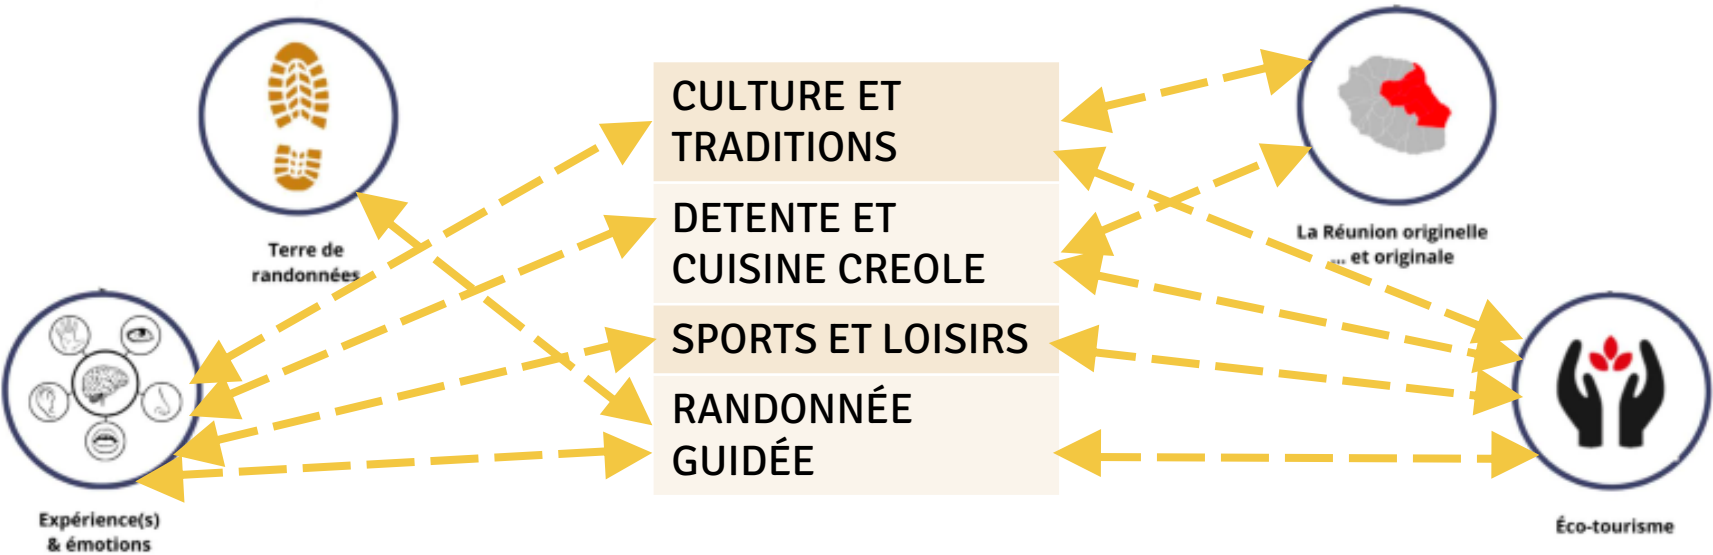 Terre de
randonnées
Expérience(s)
& émotions
CULTURE ET
TRADITIONS
DETENTE ET
CUISINE CREOLE
SPORTS ET LOISIRS
RANDONNÉE
GUIDÉE
La Réunion originelle
... et originale
Éco-tourisme